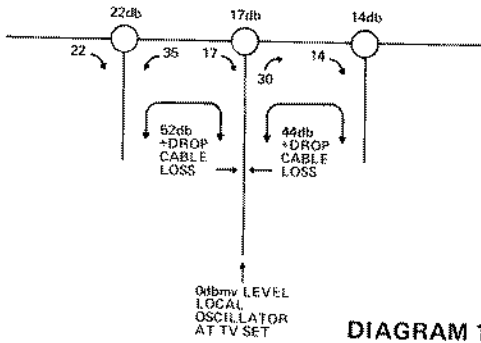 22db
17db
14db
22
35
17
30
14
52db
+DROP
CABLE
LOSS
44db
+DROP
CABLE
LOSS
0dbmv LEVEL
LOCAL
OSCILLATOR
AT TV SET
DIAGRAM 1